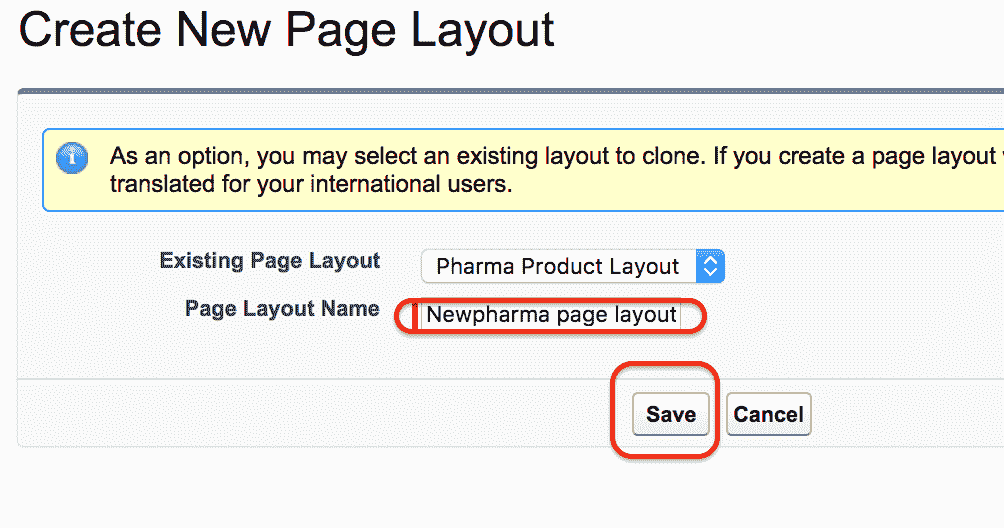 Create New Page Layout
As an option, you may select an existing layout to clone. If you create a page layout
translated for your international users.
Existing Page Layout Pharma Product Layout
Page Layout Name Newpharma page layout
Save Cancel